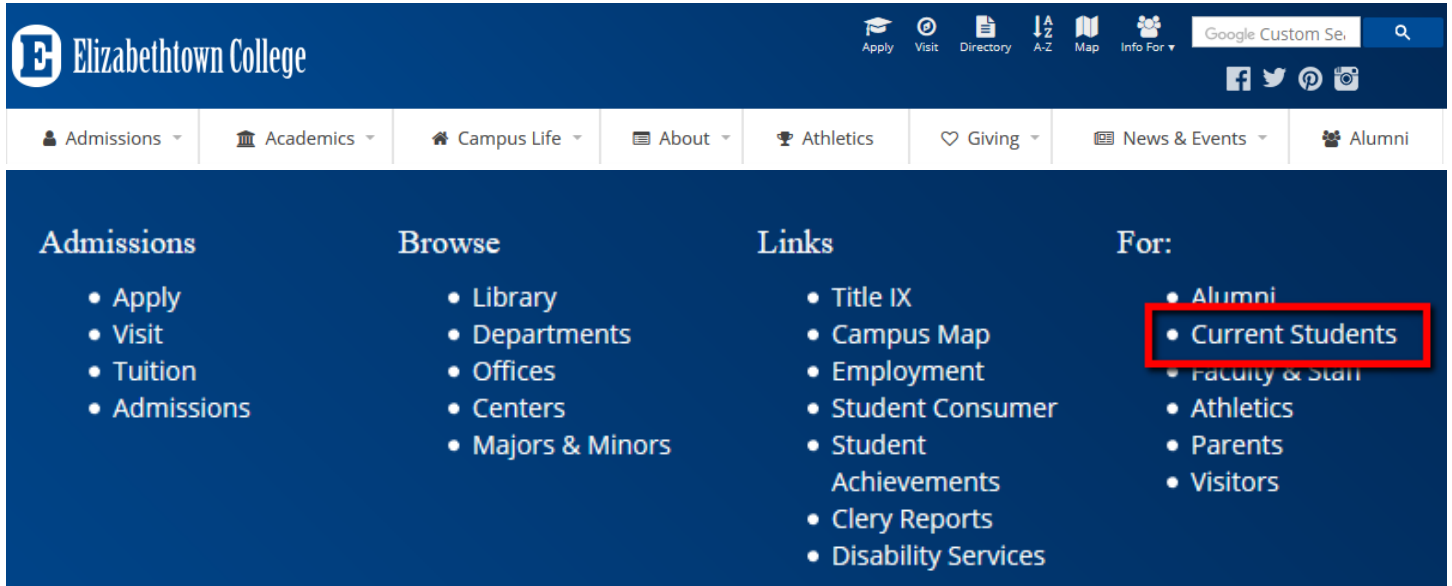 Elizabethtown College
Apply Visit Directory A-Z Map Info For ▾
Google Custom Se
Admissions Academics Campus Life About Athletics Giving News & Events Alumni
Admissions
• Apply
• Visit
• Tuition
• Admissions
Browse
• Library
• Departments
• Offices
• Centers
• Majors & Minors
Links
• Title IX
• Campus Map
• Employment
• Student Consumer
• Student
Achievements
• Clery Reports
• Disability Services
For:
• Alumni
• Current Students
• Faculty & Staff
• Athletics
• Parents
• Visitors